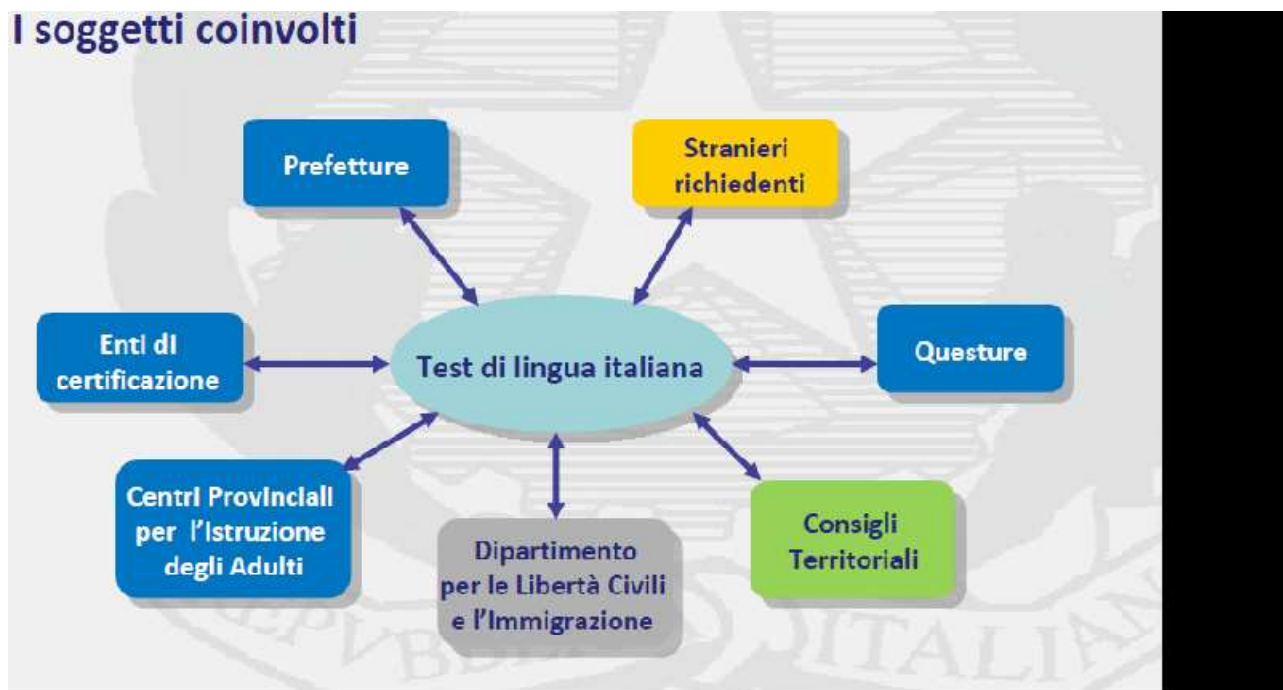 I soggetti coinvolti
Prefetture
Stranieri
richiedenti
Enti di
certificazione
Test di lingua italiana
Questure
Centri Provinciali
per l'Istruzione
degli Adulti
Dipartimento
per le Libertà Civili
e l'Immigrazione
Consigli
Territoriali